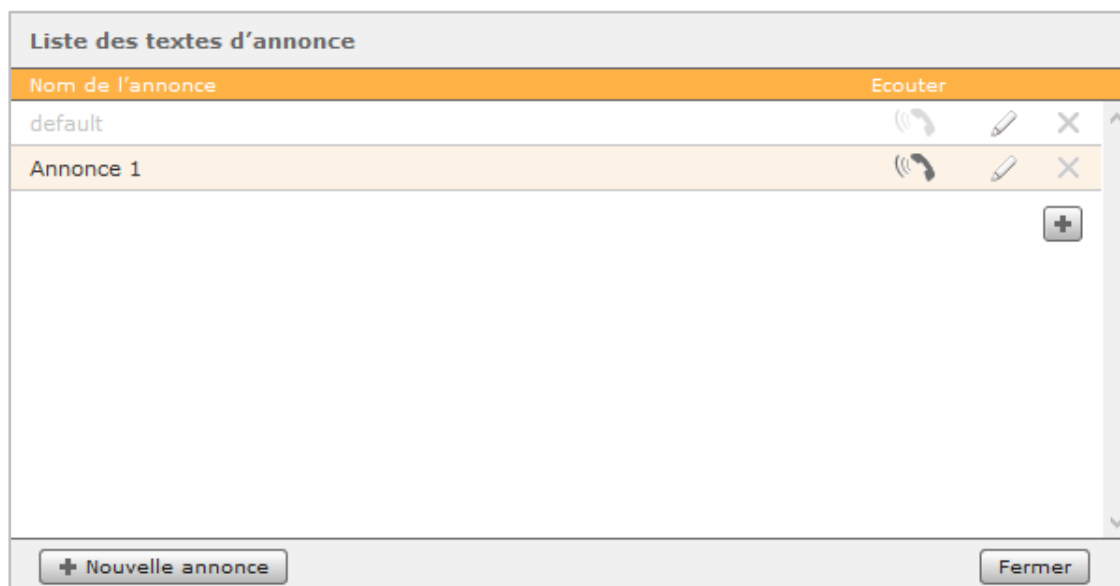 Liste des textes d’annonce
Nom de l’annonce Ecouter
default
Annonce 1
Nouvelle annonce Fermer